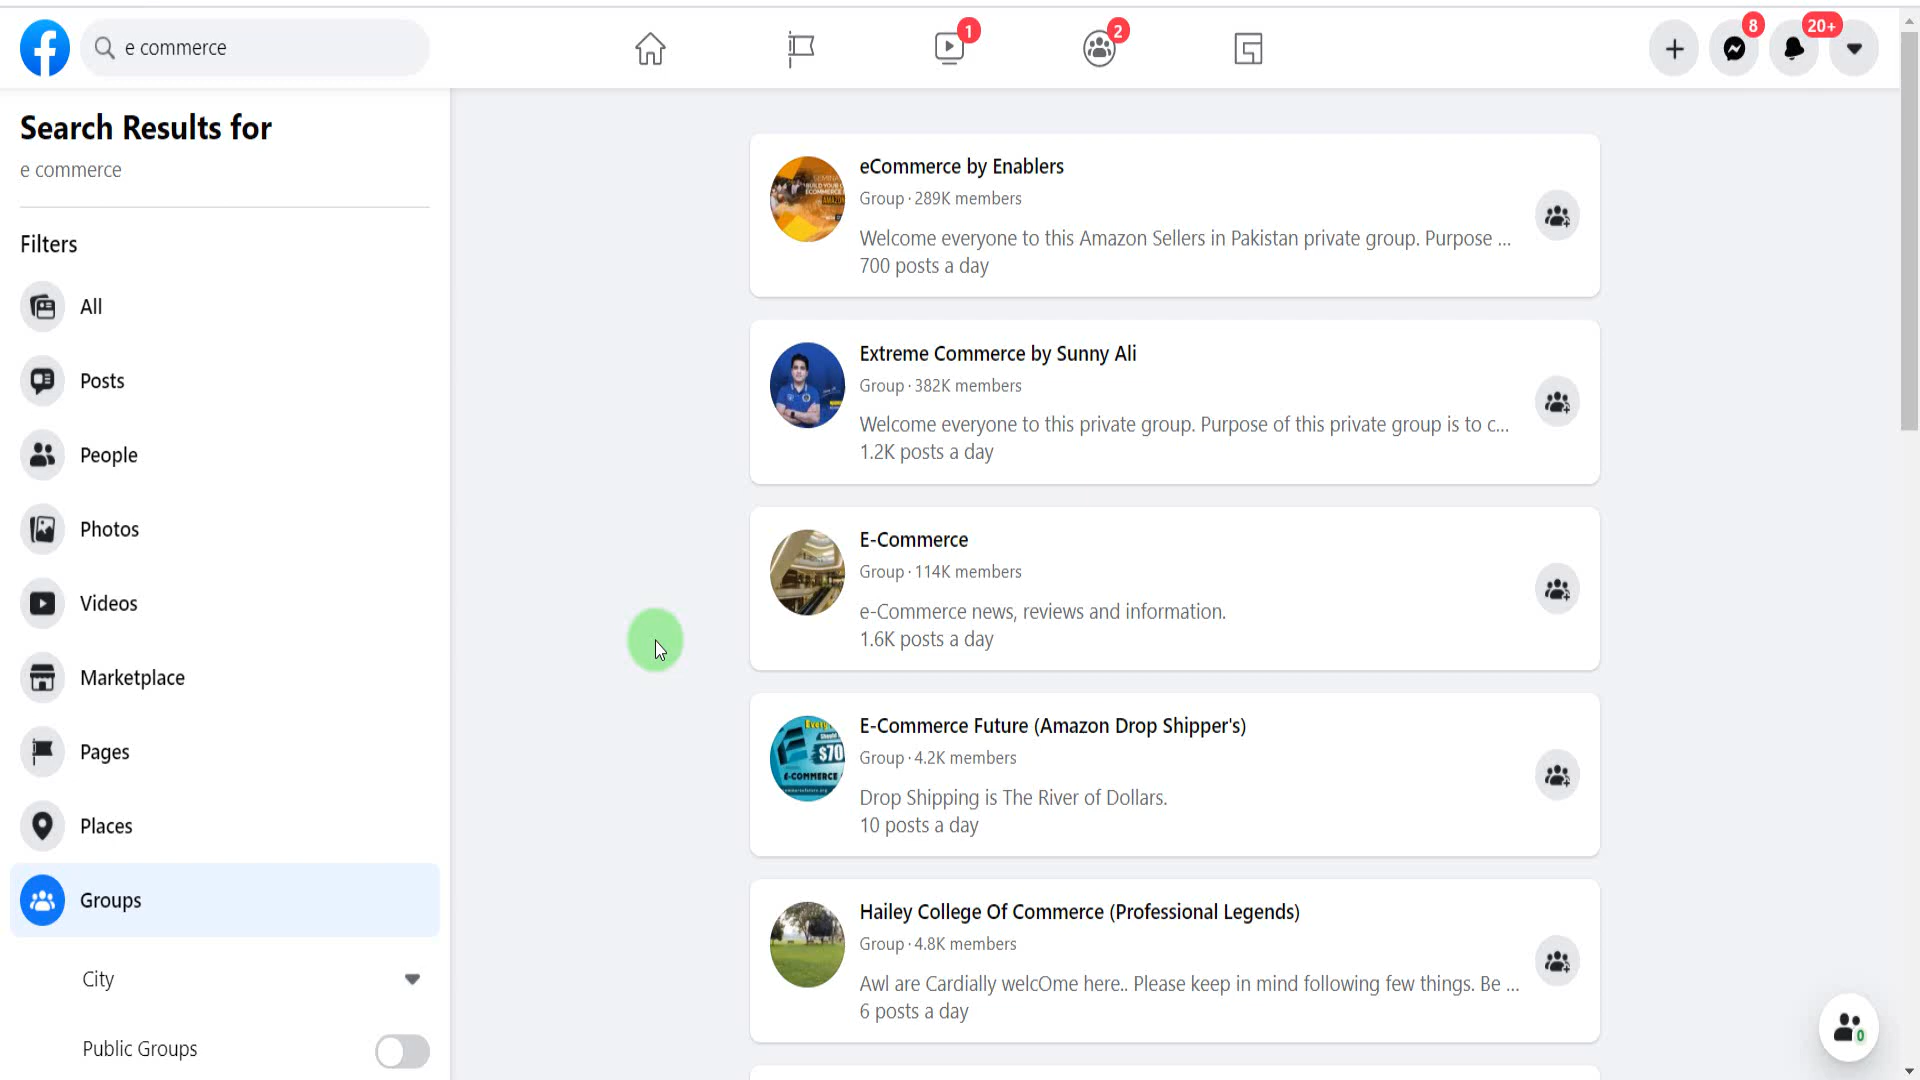 e commerce
1
2
8
20+
Search Results for
e commerce
Filters
All
Posts
People
Photos
Videos
Marketplace
Pages
Places
Groups
City
Public Groups
eCommerce by Enablers
Group · 289K members
Welcome everyone to this Amazon Sellers in Pakistan private group. Purpose ...
700 posts a day
Extreme Commerce by Sunny Ali
Group · 382K members
Welcome everyone to this private group. Purpose of this private group is to c...
1.2K posts a day
E-Commerce
Group · 114K members
e-Commerce news, reviews and information.
1.6K posts a day
$70
E-COMMERCE
E-Commerce Future (Amazon Drop Shipper's)
Group · 4.2K members
Drop Shipping is The River of Dollars.
10 posts a day
Hailey College Of Commerce (Professional Legends)
Group · 4.8K members
Awl are Cardially welcOme here.. Please keep in mind following few things. Be ...
6 posts a day
0